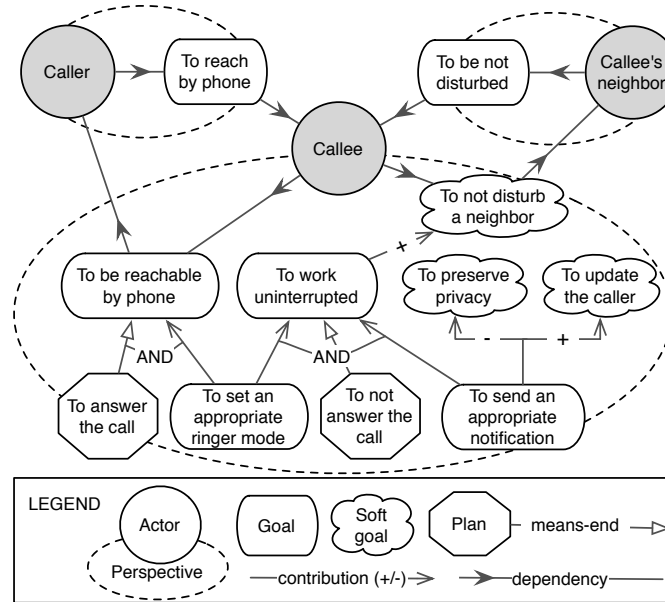 Caller
To reach
by phone
To be not
disturbed
Callee's
neighbor
Callee
To not disturb
a neighbor
+
To be reachable
by phone
To work
uninterrupted
To preserve
privacy
To update
the caller
- +
AND
AND
To answer
the call
To set an
appropriate
ringer mode
To not
answer the
call
To send an
appropriate
notification
LEGEND
Actor
Perspective
Goal
Soft
goal
Plan
means-end
contribution (+/-)
dependency